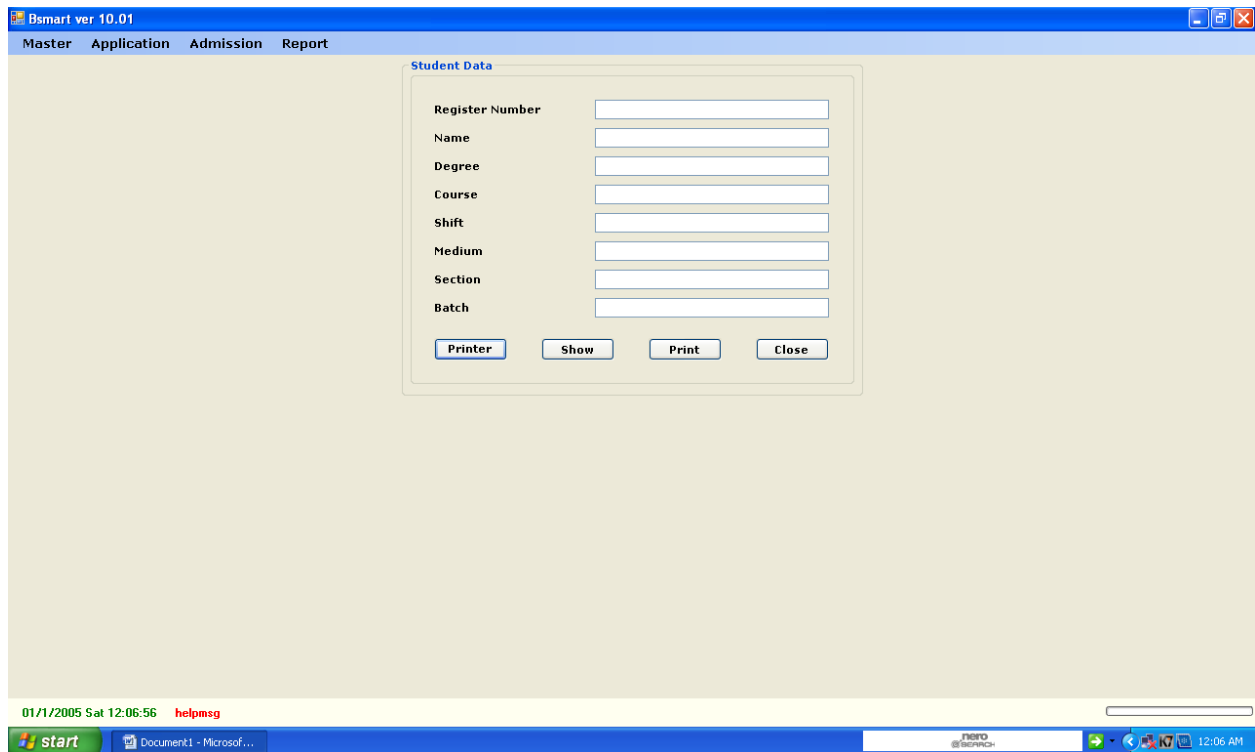 Bsmart ver 10.01
Master Application Admission Report
Student Data
Register Number
Name
Degree
Course
Shift
Medium
Section
Batch
Printer Show Print Close
01/1/2005 Sat 12:06:56 helpmsg
start Document1 - Microsof... nero SEARCH K7 12:06 AM